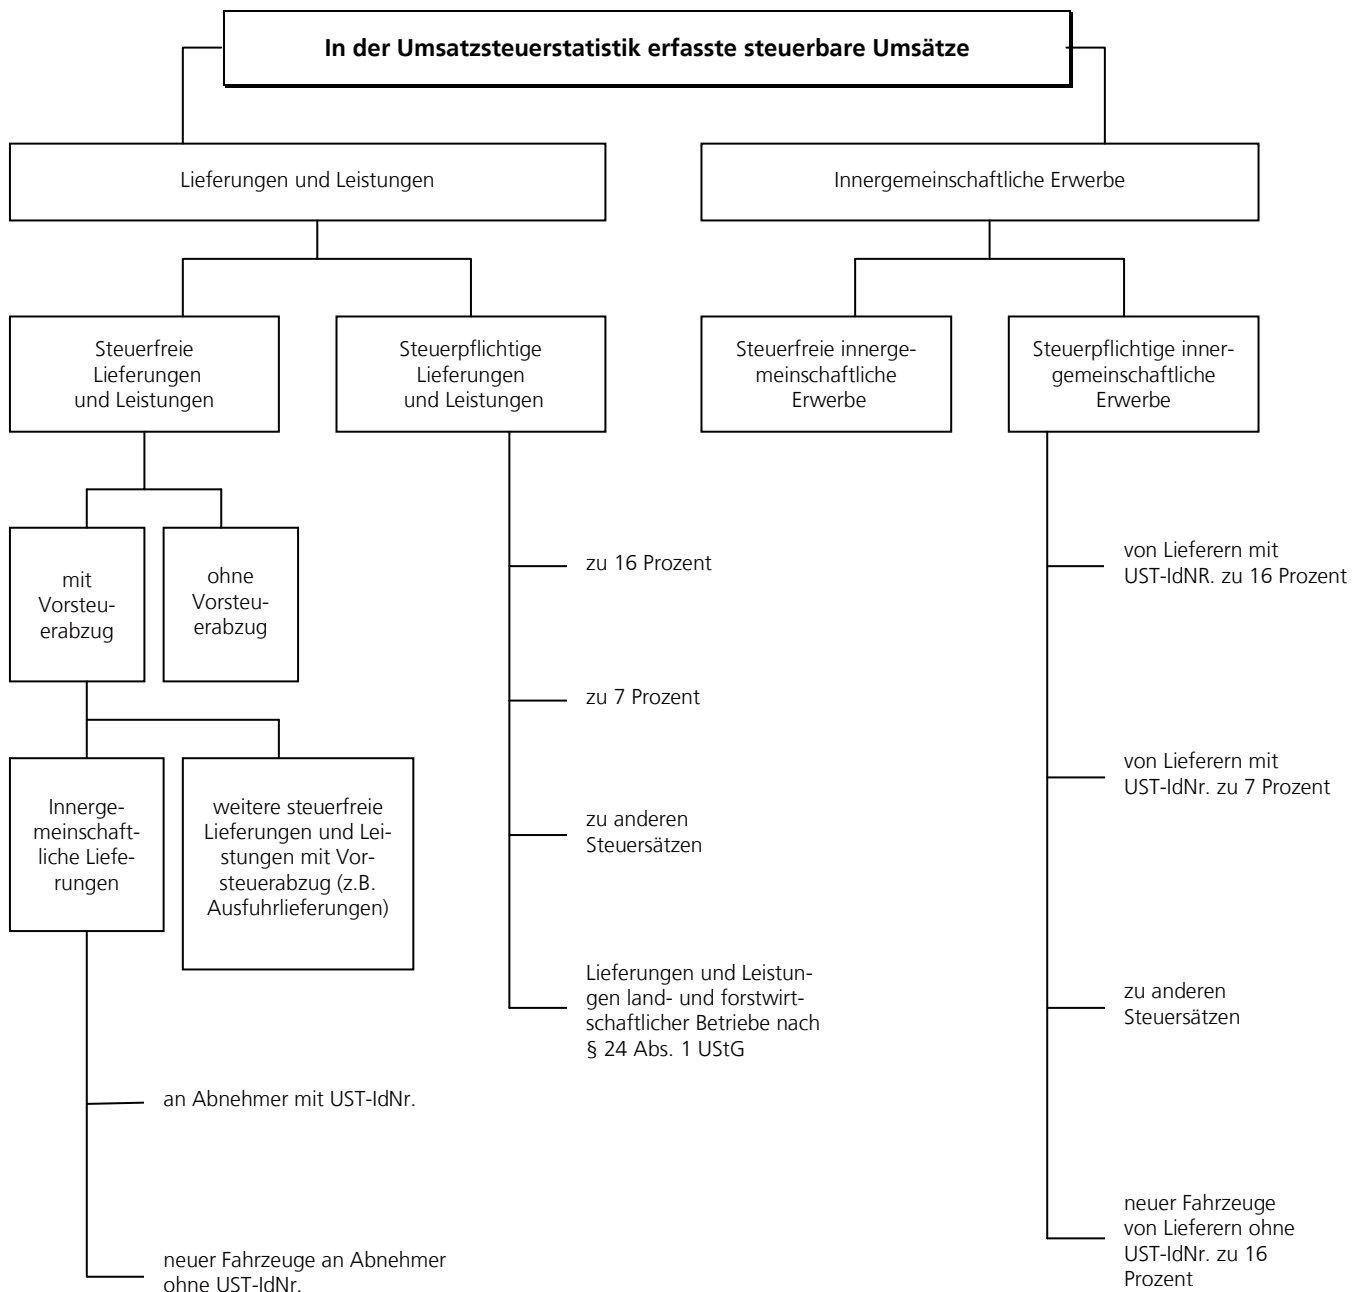 In der Umsatzsteuerstatistik erfasste steuerbare Umsätze
Lieferungen und Leistungen
Innergemeinschaftliche Erwerbe
Steuerfreie
Lieferungen
und Leistungen
Steuerpflichtige
Lieferungen
und Leistungen
Steuerfreie innerge-
meinschaftliche
Erwerbe
Steuerpflichtige inner-
gemeinschaftliche
Erwerbe
mit
Vorsteu-
erabzug
ohne
Vorsteu-
erabzug
zu 16 Prozent
von Lieferern mit
UST-IdNR. zu 16 Prozent
zu 7 Prozent
von Lieferern mit
UST-IdNr. zu 7 Prozent
Innerge-
meinschaft-
liche Liefe-
rungen
weitere steuerfreie
Lieferungen und Lei-
stungen mit Vor-
steuerabzug (z.B.
Ausfuhrlieferungen)
zu anderen
Steuersätzen
Lieferungen und Leistun-
gen land- und forstwirt-
schaftlicher Betriebe nach
§ 24 Abs. 1 UStG
zu anderen
Steuersätzen
an Abnehmer mit UST-IdNr.
neuer Fahrzeuge an Abnehmer
ohne UST-IdNr.
neuer Fahrzeuge
von Lieferern ohne
UST-IdNr. zu 16
Prozent